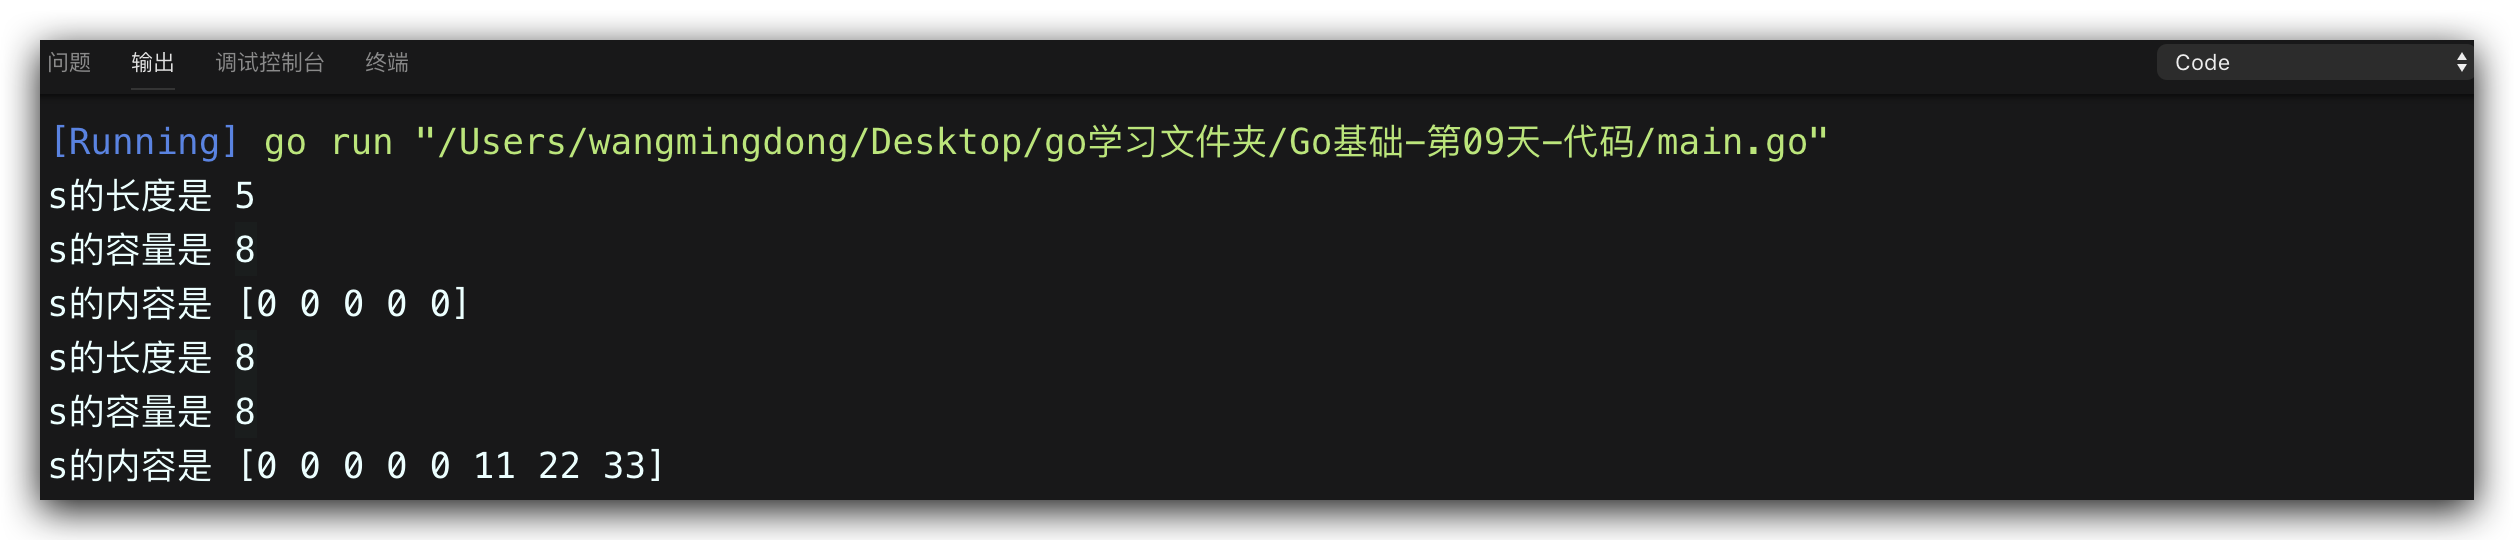 问题 输出 调试控制台 终端 Code
[Running] go run "/Users/wangmingdong/Desktop/go学习文件夹/Go基础-第09天-代码/main.go"
s的长度是 5
s的容量是 8
s的内容是 [0 0 0 0 0]
s的长度是 8
s的容量是 8
s的内容是 [0 0 0 0 0 11 22 33]